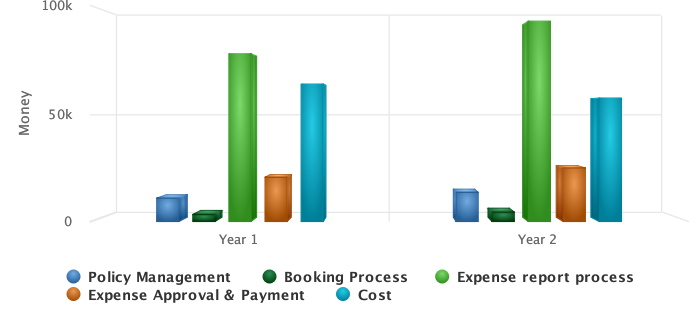 100k
50k
0
Money
Year 1
Year 2
Policy Management
Booking Process
Expense report process
Expense Approval & Payment
Cost